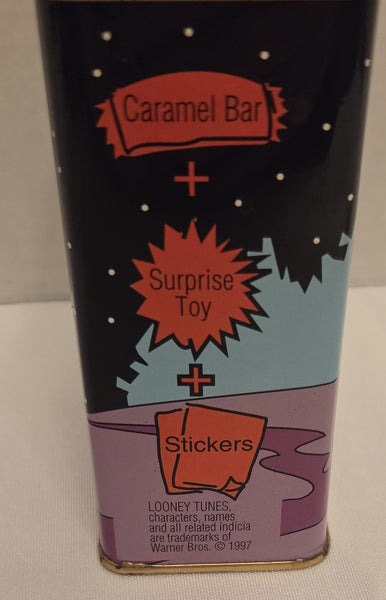 Caramel Bar
+
Surprise
Toy
+
Stickers
LOONEY TUNES,
characters, names
and all related indicia
are trademarks of
Warner Bros. © 1997